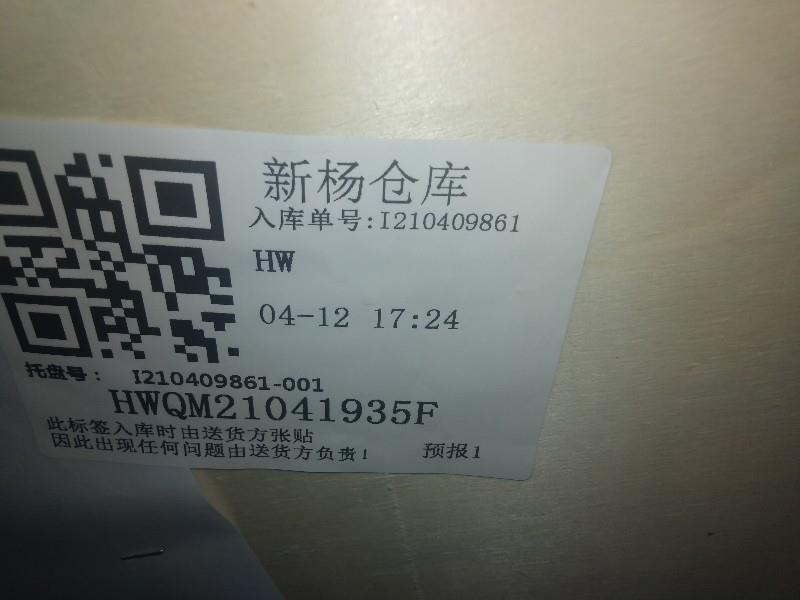 新杨仓库
入库单号:I210409861
HW
04-12 17:24
托盘号: I210409861-001
HWQM21041935F
此标签入库时由送货方张贴
因此出现任何问题由送货方负责! 预报1